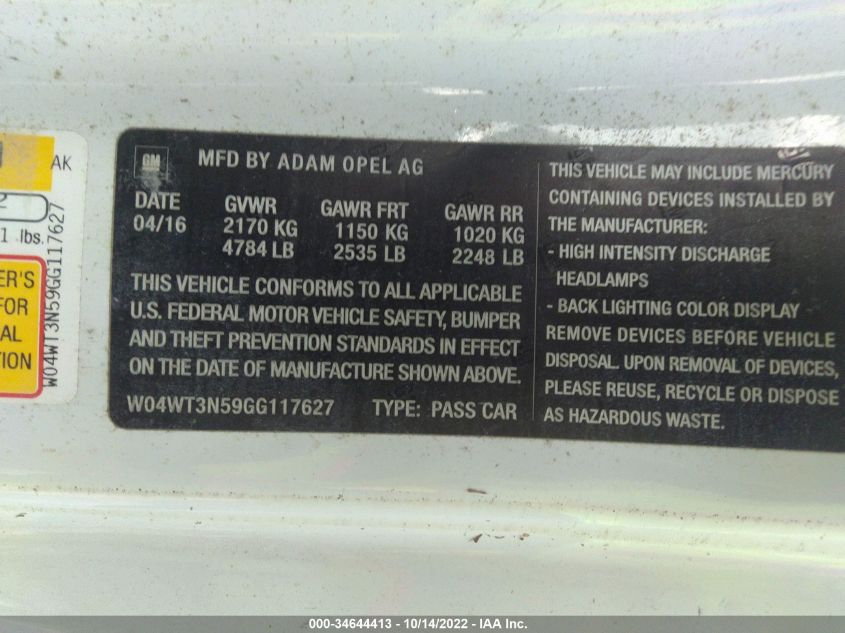 AK
2
1 lbs.
ER'S
FOR
AL
TION
W04WT3N59GG117627
GM
MFD BY ADAM OPEL AG
DATE GVWR GAWR FRT GAWR RR
04/16 2170 KG 1150 KG 1020 KG
4784 LB 2535 LB 2248 LB
THIS VEHICLE CONFORMS TO ALL APPLICABLE
U.S. FEDERAL MOTOR VEHICLE SAFETY, BUMPER
AND THEFT PREVENTION STANDARDS IN EFFECT
ON THE DATE OF MANUFACTURE SHOWN ABOVE.
W04WT3N59GG117627 TYPE: PASS CAR
THIS VEHICLE MAY INCLUDE MERCURY
CONTAINING DEVICES INSTALLED BY
THE MANUFACTURER:
- HIGH INTENSITY DISCHARGE
HEADLAMPS
- BACK LIGHTING COLOR DISPLAY
REMOVE DEVICES BEFORE VEHICLE
DISPOSAL. UPON REMOVAL OF DEVICES,
PLEASE REUSE, RECYCLE OR DISPOSE
AS HAZARDOUS WASTE.
000-34644413 - 10/14/2022 - IAA Inc.